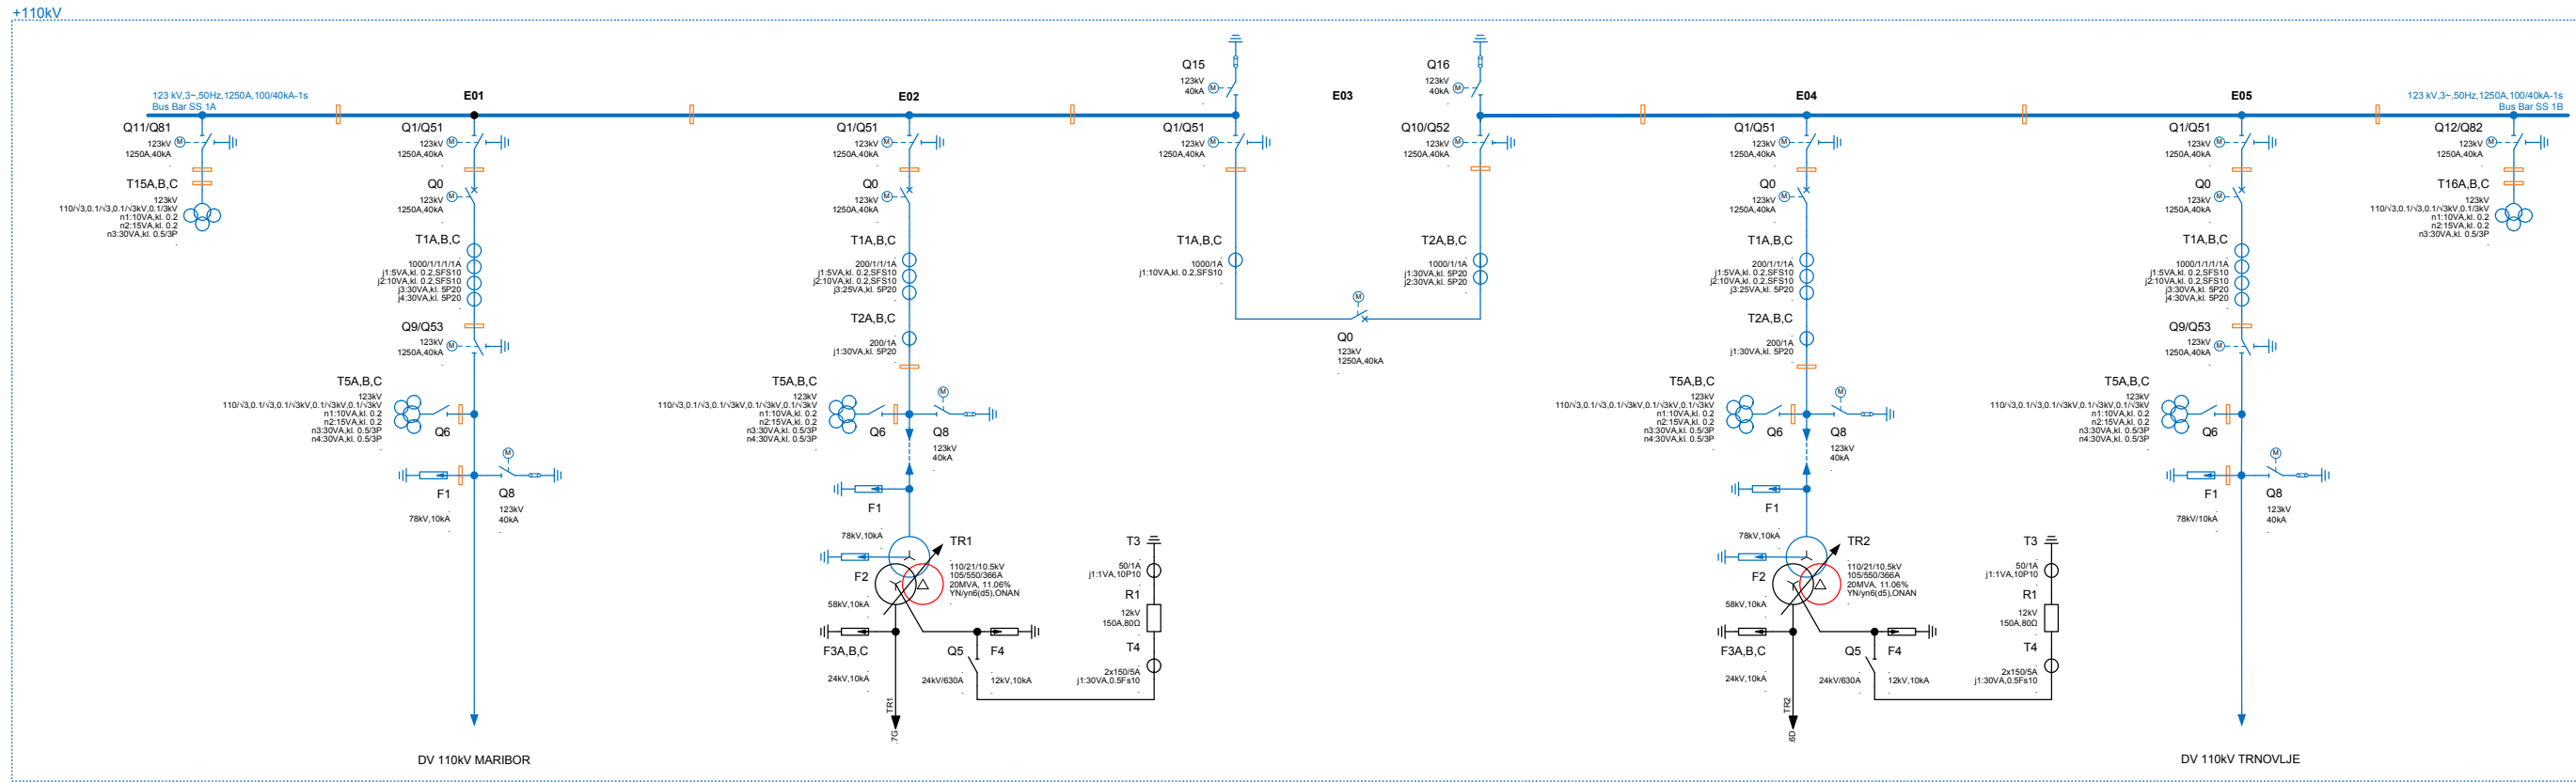 +110kV
123 kV,3~,50Hz,1250A,100/40kA-1s
Bus Bar SS 1A
Q11/Q81
123kV
1250A,40kA
M
T15A,B,C
123kV
110/√3,0.1/√3,0.1/√3kV,0.1/3kV
n1:10VA,kl. 0.2
n2:15VA,kl. 0.2
n3:30VA,kl. 0.5/3P
E01
Q1/Q51
123kV
1250A,40kA
M
Q0
123kV
1250A,40kA
M
T1A,B,C
1000/1/1/1/1A
j1:5VA,kl. 0.2,SFS10
j2:10VA,kl. 0.2,SFS10
j3:30VA,kl. 5P20
j4:30VA,kl. 5P20
Q9/Q53
123kV
1250A,40kA
M
T5A,B,C
123kV
110/√3,0.1/√3,0.1/√3kV,0.1/√3kV,0.1/√3kV
n1:10VA,kl. 0.2
n2:15VA,kl. 0.2
n3:30VA,kl. 0.5/3P
n4:30VA,kl. 0.5/3P
Q6
M
F1
78kV,10kA
Q8
123kV
40kA
DV 110kV MARIBOR
E02
Q1/Q51
123kV
1250A,40kA
M
Q0
123kV
1250A,40kA
M
T1A,B,C
200/1/1/1A
j1:5VA,kl. 0.2,SFS10
j2:10VA,kl. 0.2,SFS10
j3:25VA,kl. 5P20
T2A,B,C
200/1A
j1:30VA,kl. 5P20
T5A,B,C
123kV
110/√3,0.1/√3,0.1/√3kV,0.1/√3kV,0.1/√3kV
n1:10VA,kl. 0.2
n2:15VA,kl. 0.2
n3:30VA,kl. 0.5/3P
n4:30VA,kl. 0.5/3P
Q6
M
Q8
123kV
40kA
F1
78kV,10kA
TR1
110/21/10.5kV
105/550/366A
20MVA, 11.06%
YN/yn6(d5),ONAN
F2
58kV,10kA
F3A,B,C
24kV,10kA
Q5
24kV/630A
F4
12kV,10kA
T3
50/1A
j1:1VA,10P10
R1
12kV
150A,80Ω
T4
2x150/5A
j1:30VA,0.5Fs10
TR1
.7G
Q15
123kV
40kA
M
Q16
123kV
40kA
M
E03
Q1/Q51
123kV
1250A,40kA
M
Q10/Q52
123kV
1250A,40kA
M
T1A,B,C
1000/1A
j1:10VA,kl. 0.2,SFS10
T2A,B,C
1000/1/1A
j1:30VA,kl. 5P20
j2:30VA,kl. 5P20
M
Q0
123kV
1250A,40kA
E04
Q1/Q51
123kV
1250A,40kA
M
Q0
123kV
1250A,40kA
M
T1A,B,C
200/1/1/1A
j1:5VA,kl. 0.2,SFS10
j2:10VA,kl. 0.2,SFS10
j3:25VA,kl. 5P20
T2A,B,C
200/1A
j1:30VA,kl. 5P20
T5A,B,C
123kV
110/√3,0.1/√3,0.1/√3kV,0.1/√3kV,0.1/√3kV
n1:10VA,kl. 0.2
n2:15VA,kl. 0.2
n3:30VA,kl. 0.5/3P
n4:30VA,kl. 0.5/3P
Q6
M
Q8
123kV
40kA
F1
78kV,10kA
TR2
110/21/10.5kV
105/550/366A
20MVA, 11.06%
YN/yn6(d5),ONAN
F2
58kV,10kA
F3A,B,C
24kV,10kA
Q5
24kV/630A
F4
12kV,10kA
T3
50/1A
j1:1VA,10P10
R1
12kV
150A,80Ω
T4
2x150/5A
j1:30VA,0.5Fs10
TR2
.6D
E05
Q1/Q51
123kV
1250A,40kA
M
Q0
123kV
1250A,40kA
M
T1A,B,C
1000/1/1/1/1A
j1:5VA,kl. 0.2,SFS10
j2:10VA,kl. 0.2,SFS10
j3:30VA,kl. 5P20
j4:30VA,kl. 5P20
Q9/Q53
123kV
1250A,40kA
M
T5A,B,C
123kV
110/√3,0.1/√3,0.1/√3kV,0.1/√3kV,0.1/√3kV
n1:10VA,kl. 0.2
n2:15VA,kl. 0.2
n3:30VA,kl. 0.5/3P
n4:30VA,kl. 0.5/3P
Q6
M
F1
78kV/10kA
Q8
123kV
40kA
DV 110kV TRNOVLJE
123 kV,3~,50Hz,1250A,100/40kA-1s
Bus Bar SS 1B
Q12/Q82
123kV
1250A,40kA
M
T16A,B,C
123kV
110/√3,0.1/√3,0.1/√3kV,0.1/3kV
n1:10VA,kl. 0.2
n2:15VA,kl. 0.2
n3:30VA,kl. 0.5/3P